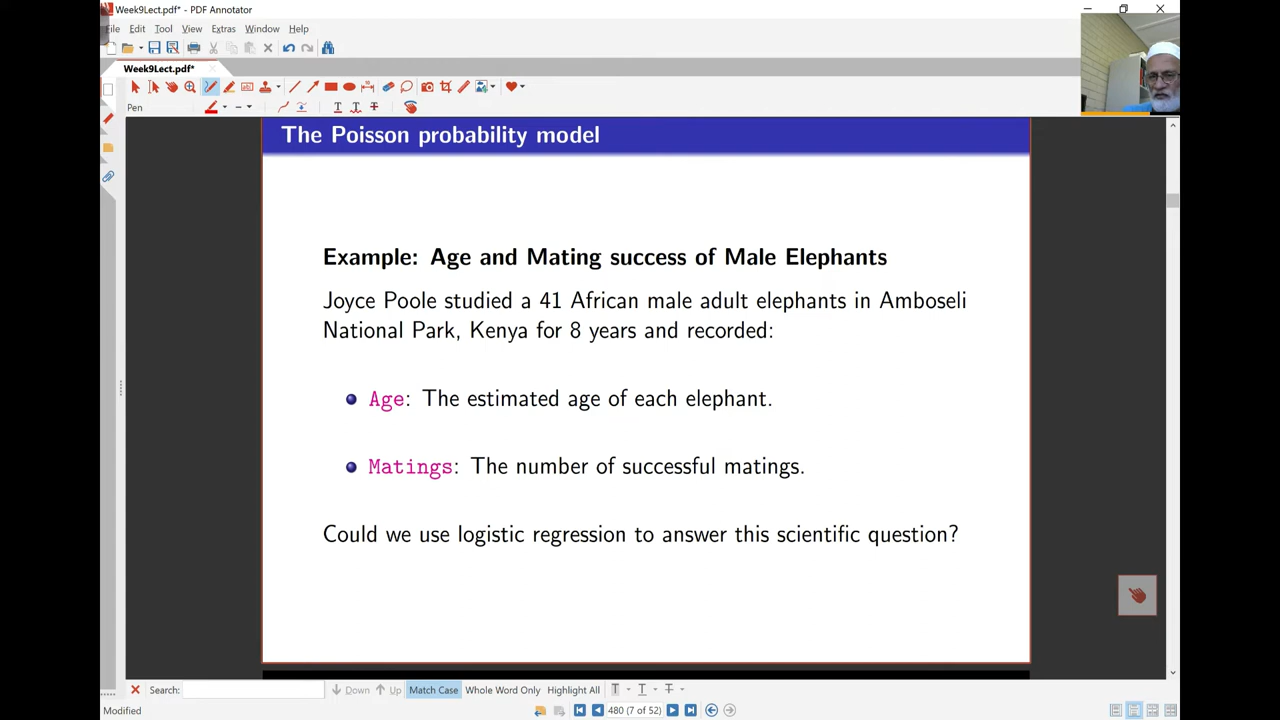 Week9Lect.pdf* - PDF Annotator
File Edit Tool View Extras Window Help
Week9Lect.pdf*
Pen
The Poisson probability model
Example: Age and Mating success of Male Elephants
Joyce Poole studied a 41 African male adult elephants in Amboseli
National Park, Kenya for 8 years and recorded:
Age: The estimated age of each elephant.
Matings: The number of successful matings.
Could we use logistic regression to answer this scientific question?
Search: Down Up Match Case Whole Word Only Highlight All
480 (7 of 52)
Modified